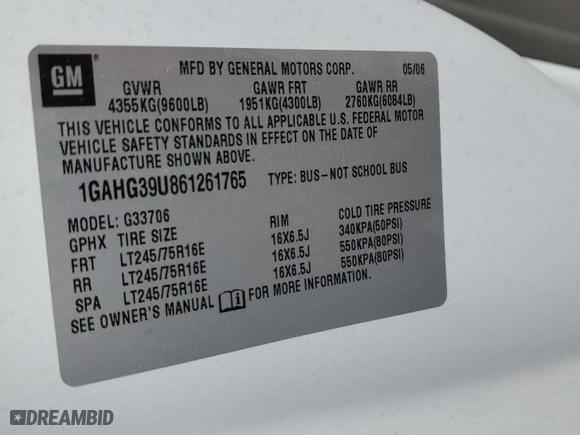 GM
MFD BY GENERAL MOTORS CORP. 05/06
GVWR GAWR FRT GAWR RR
4355KG(9600LB) 1951KG(4300LB) 2760KG(6084LB)
THIS VEHICLE CONFORMS TO ALL APPLICABLE U.S. FEDERAL MOTOR
VEHICLE SAFETY STANDARDS IN EFFECT ON THE DATE OF
MANUFACTURE SHOWN ABOVE.
1GAHG39U861261765 TYPE: BUS-NOT SCHOOL BUS
MODEL: G33706
GPHX TIRE SIZE RIM COLD TIRE PRESSURE
FRT LT245/75R16E 16X6.5J 340KPA(50PSI)
RR LT245/75R16E 16X6.5J 550KPA(80PSI)
SPA LT245/75R16E 16X6.5J 550KPA(80PSI)
SEE OWNER'S MANUAL i FOR MORE INFORMATION.
DREAMBID